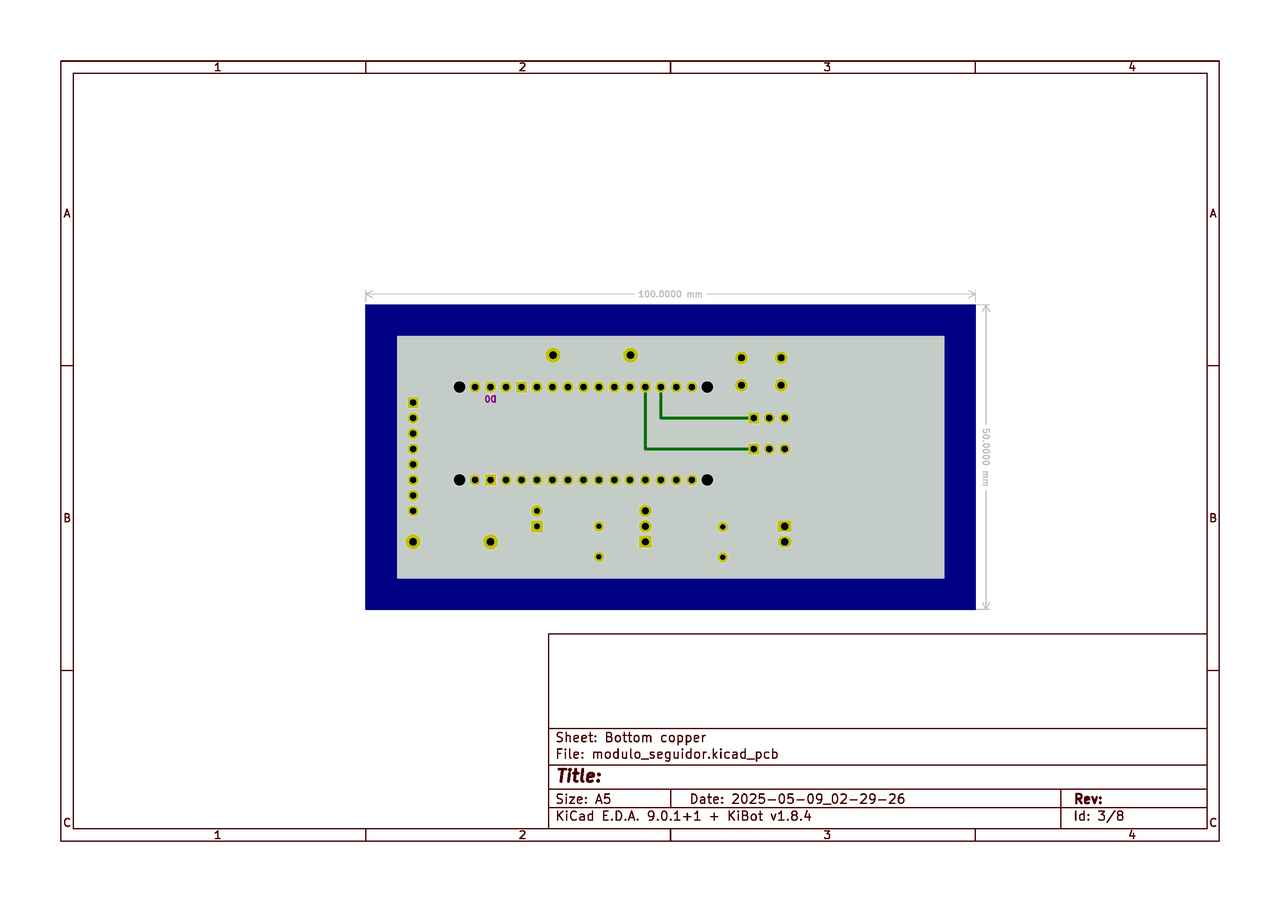 1 2 3 4
A A
100.0000 mm
DO
50.0000 mm
B B
Sheet: Bottom copper
File: modulo_seguidor.kicad_pcb
Title:
Size: A5 Date: 2025-05-09_02-29-26 Rev:
KiCad E.D.A. 9.0.1+1 + KiBot v1.8.4 Id: 3/8
C C
1 2 3 4